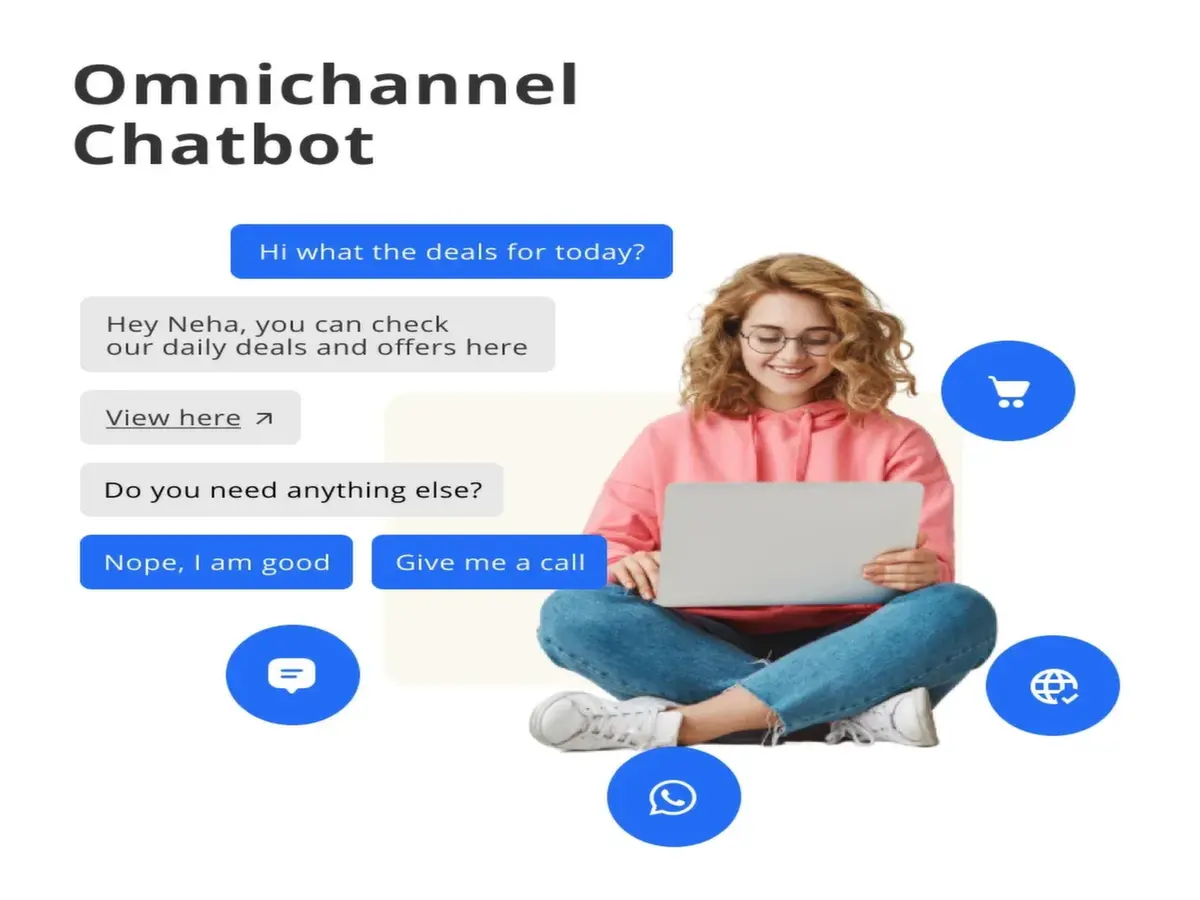 Omnichannel
Chatbot
Hi what the deals for today?
Hey Neha, you can check
our daily deals and offers here
View here
Do you need anything else?
Nope, I am good
Give me a call